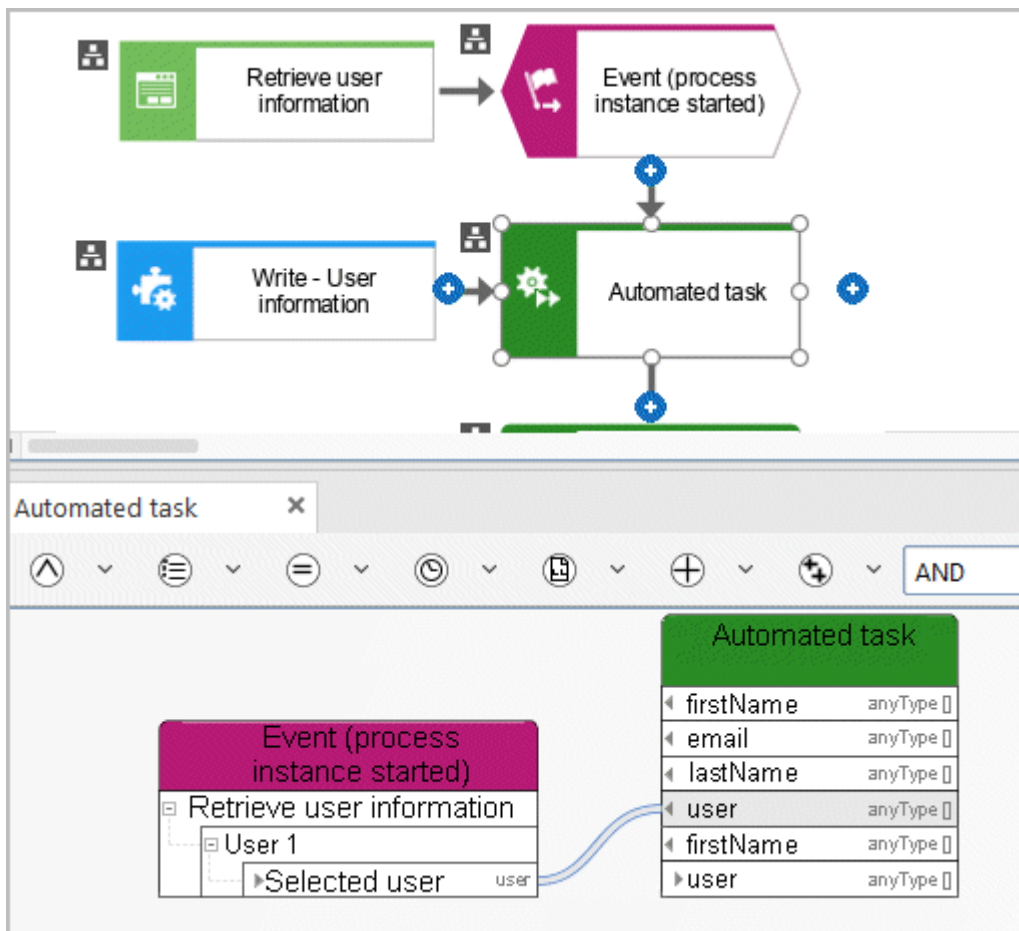 Retrieve user
information
Event (process
instance started)
Write - User
information
Automated task
Automated task
AND
Automated task
firstName anyType []
email anyType []
lastName anyType []
user anyType []
firstName anyType []
user anyType []
Event (process
instance started)
Retrieve user information
User 1
Selected user user